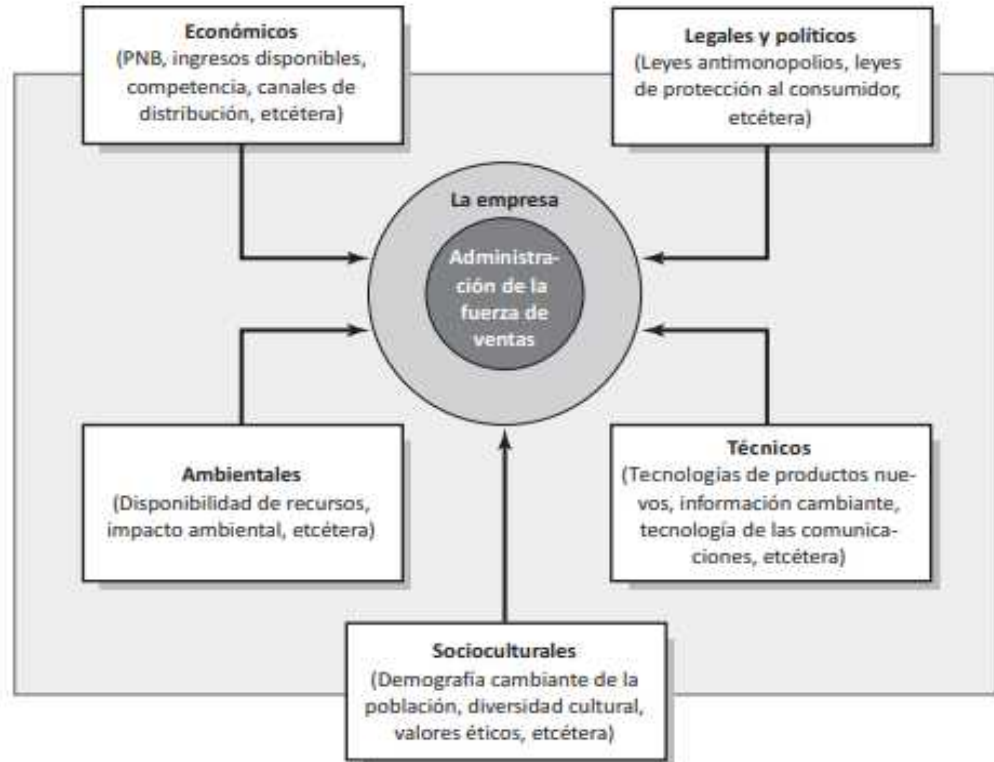 Económicos
(PNB, ingresos disponibles,
competencia, canales de
distribución, etcétera)
Legales y políticos
(Leyes antimonopolios, leyes
de protección al consumidor,
etcétera)
La empresa
Administra-
ción de la
fuerza de
ventas
Ambientales
(Disponibilidad de recursos,
impacto ambiental, etcétera)
Técnicos
(Tecnologías de productos nue-
vos, información cambiante,
tecnología de las comunica-
ciones, etcétera)
Socioculturales
(Demografía cambiante de la
población, diversidad cultural,
valores éticos, etcétera)